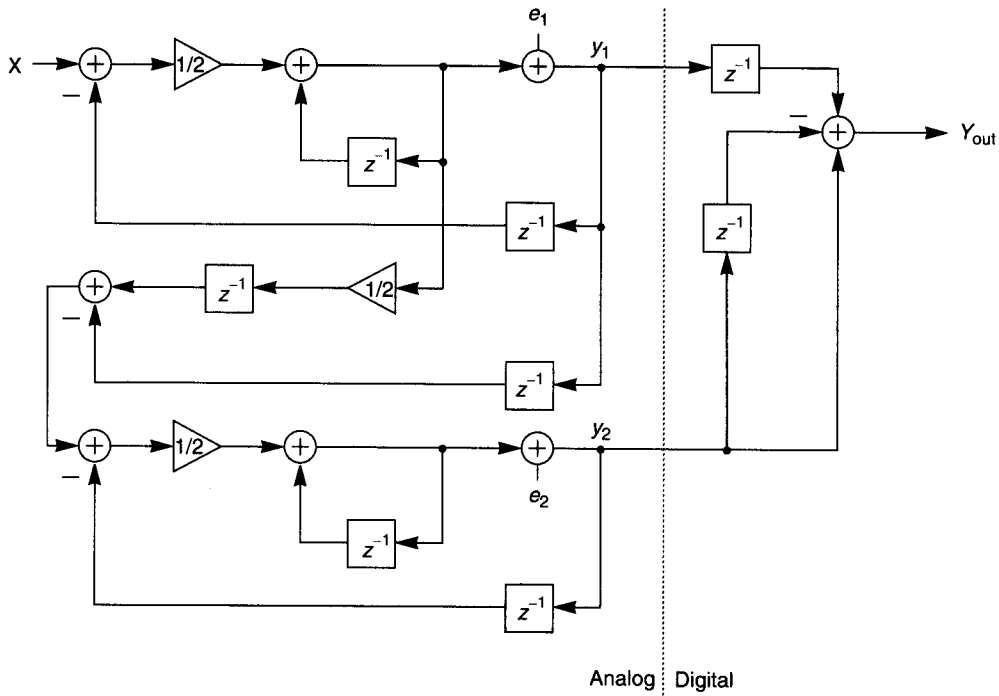 e₁
X
+
1/2
+
+
y₁
z⁻¹
−
−
+
Yout
z⁻¹
z⁻¹
z⁻¹
z⁻¹
1/2
+
−
z⁻¹
+
1/2
+
+
y₂
−
e₂
z⁻¹
z⁻¹
Analog
Digital